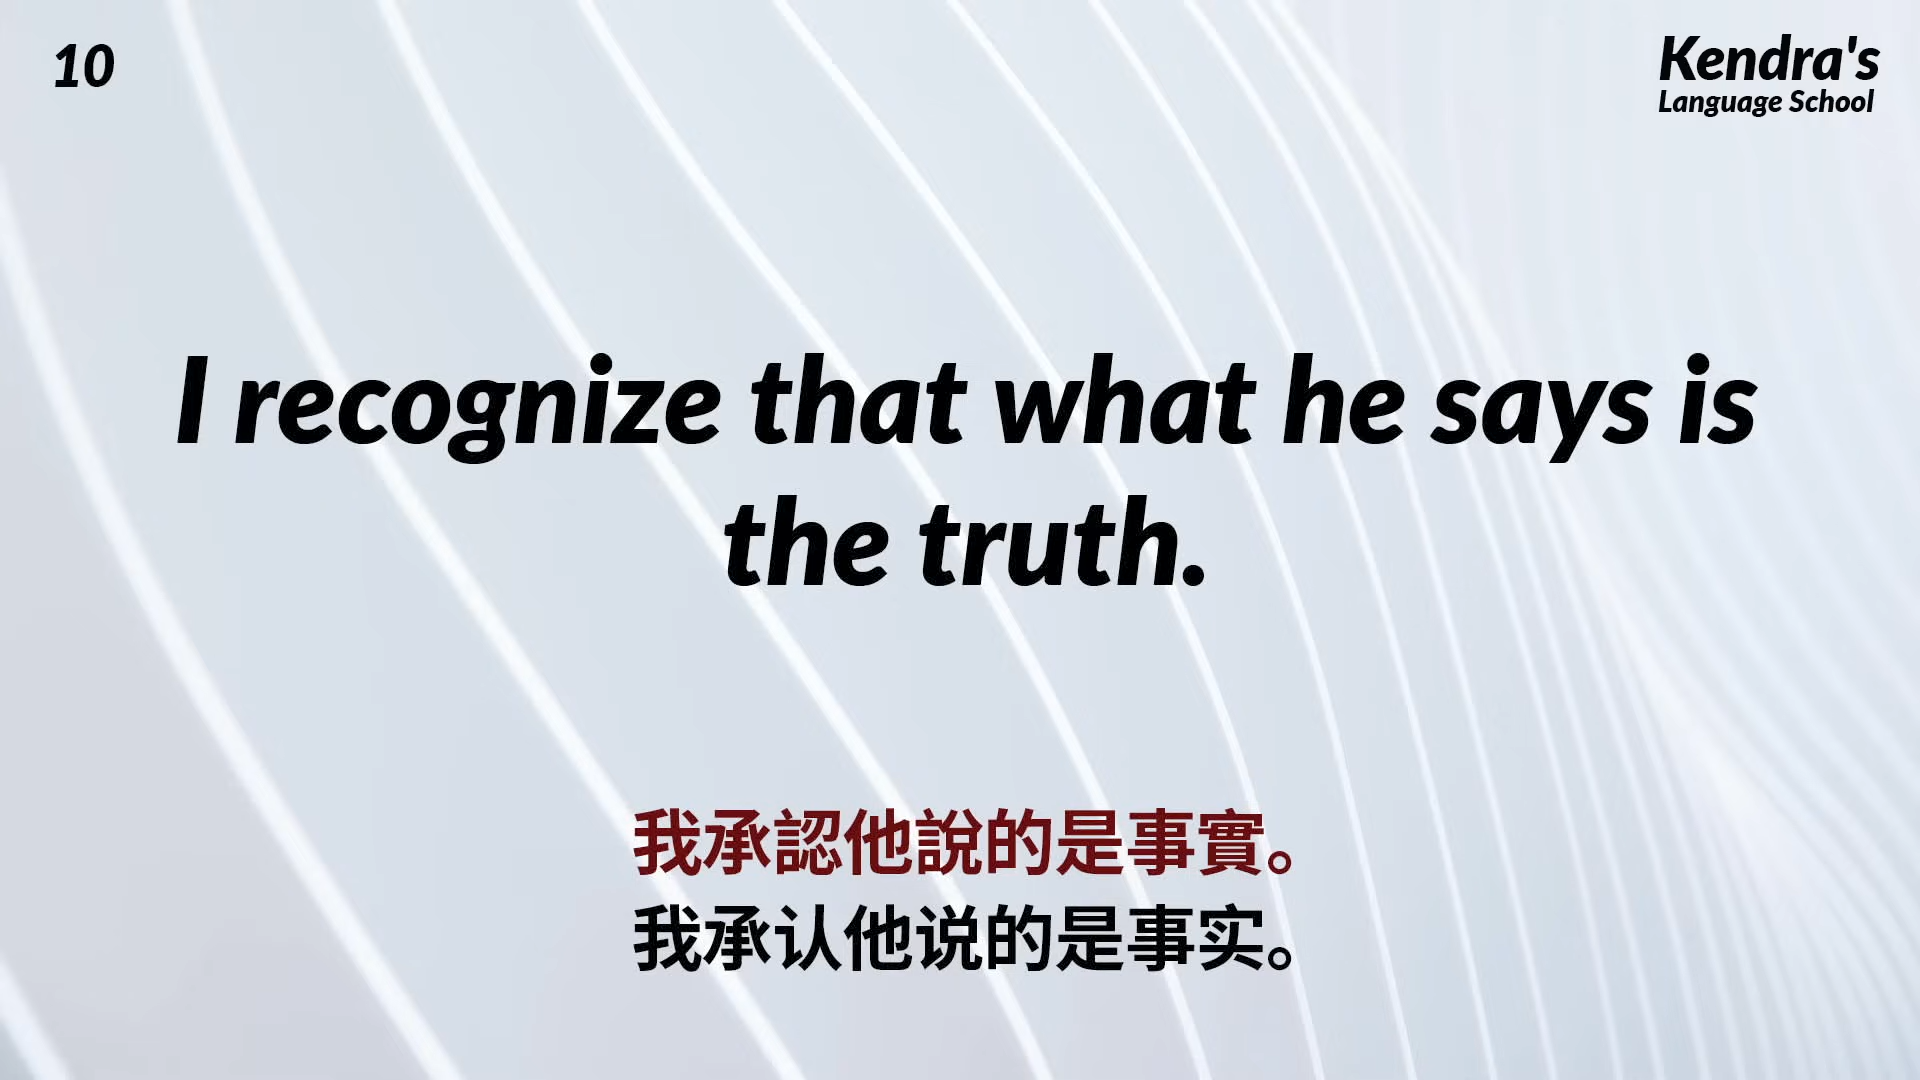 10
Kendra's
Language School
I recognize that what he says is
the truth.
我承認他說的是事實。
我承认他说的是事实。